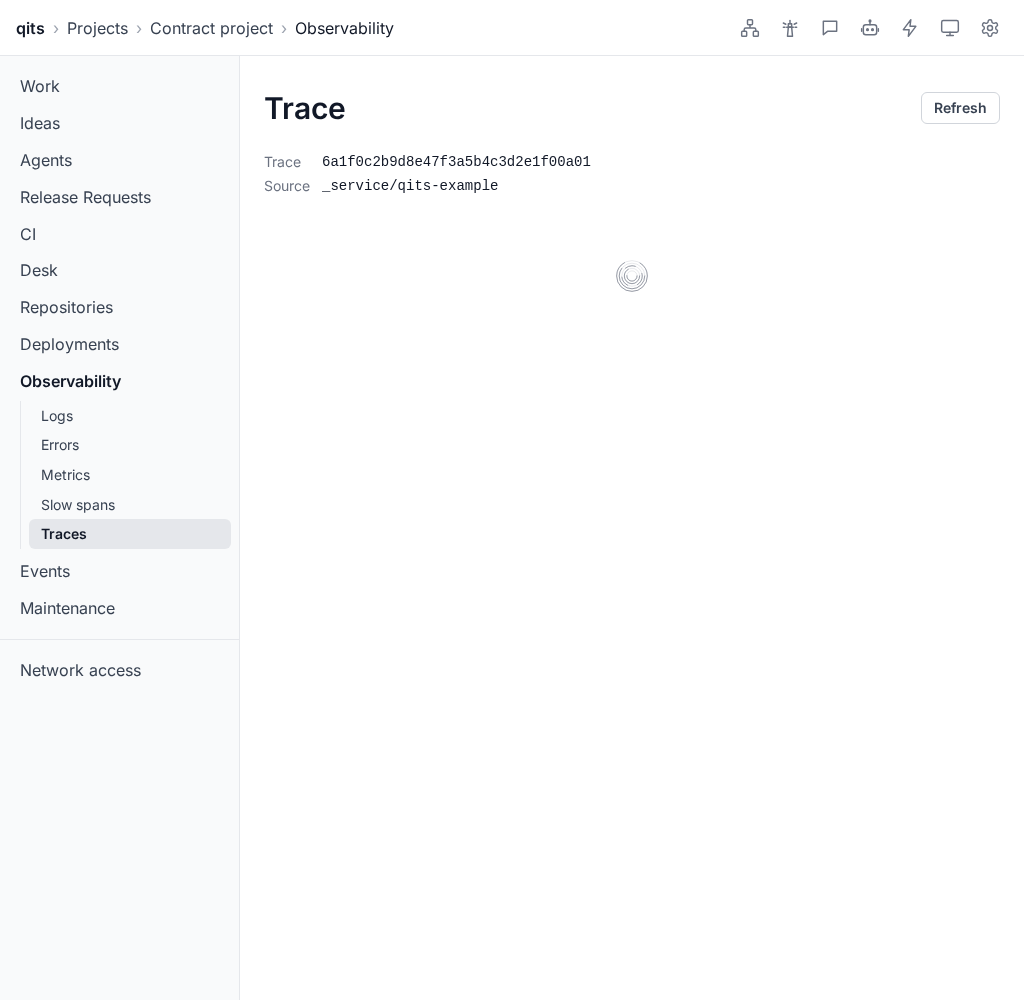 qits › Projects › Contract project › Observability
Work
Ideas
Agents
Release Requests
CI
Desk
Repositories
Deployments
Observability
Logs
Errors
Metrics
Slow spans
Traces
Events
Maintenance
Network access
Trace
Refresh
Trace 6a1f0c2b9d8e47f3a5b4c3d2e1f00a01
Source _service/qits-example